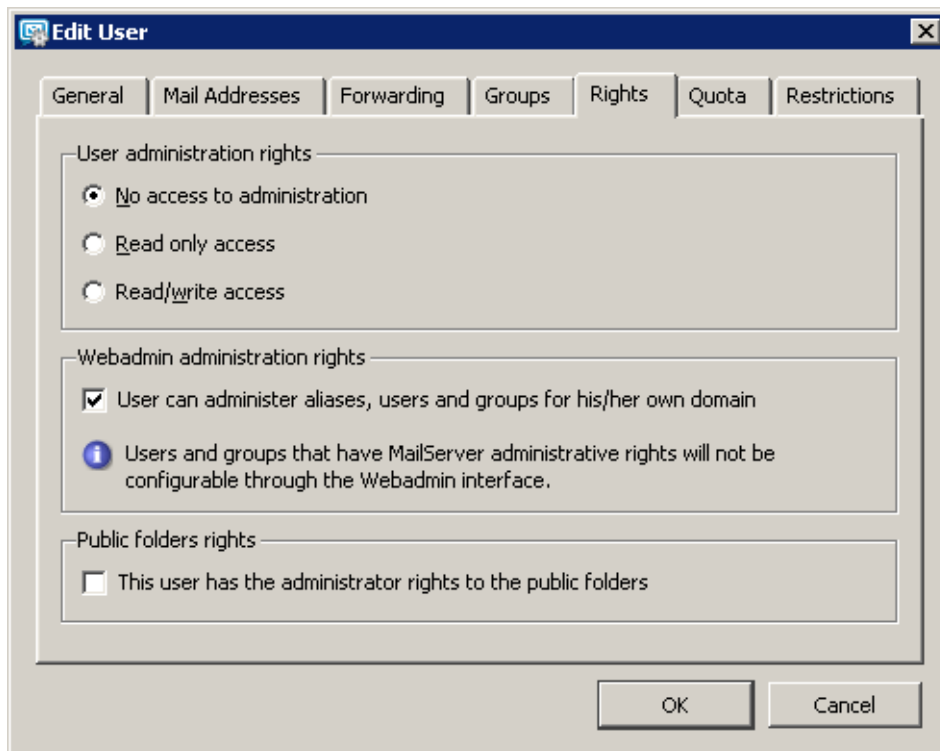 Edit User
General Mail Addresses Forwarding Groups Rights Quota Restrictions
User administration rights
No access to administration
Read only access
Read/write access
Webadmin administration rights
User can administer aliases, users and groups for his/her own domain
Users and groups that have MailServer administrative rights will not be
configurable through the Webadmin interface.
Public folders rights
This user has the administrator rights to the public folders
OK Cancel